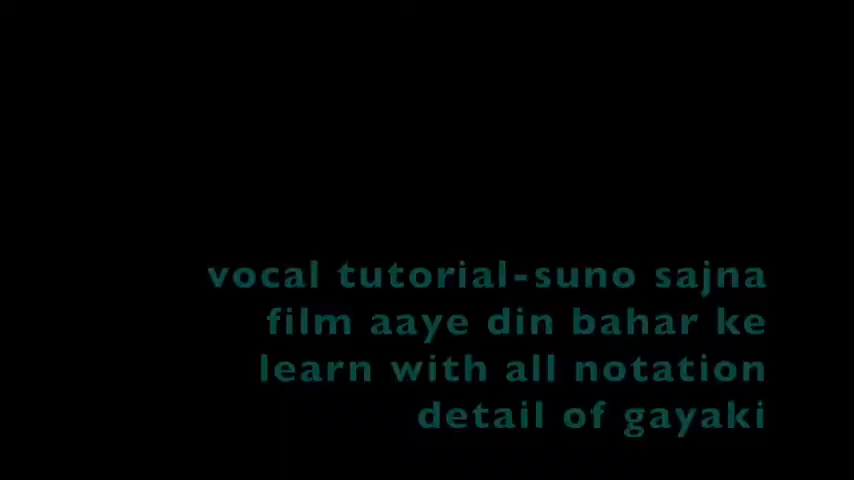 vocal tutorial-suno sajna
film aaye din bahar ke
learn with all notation
detail of gayaki